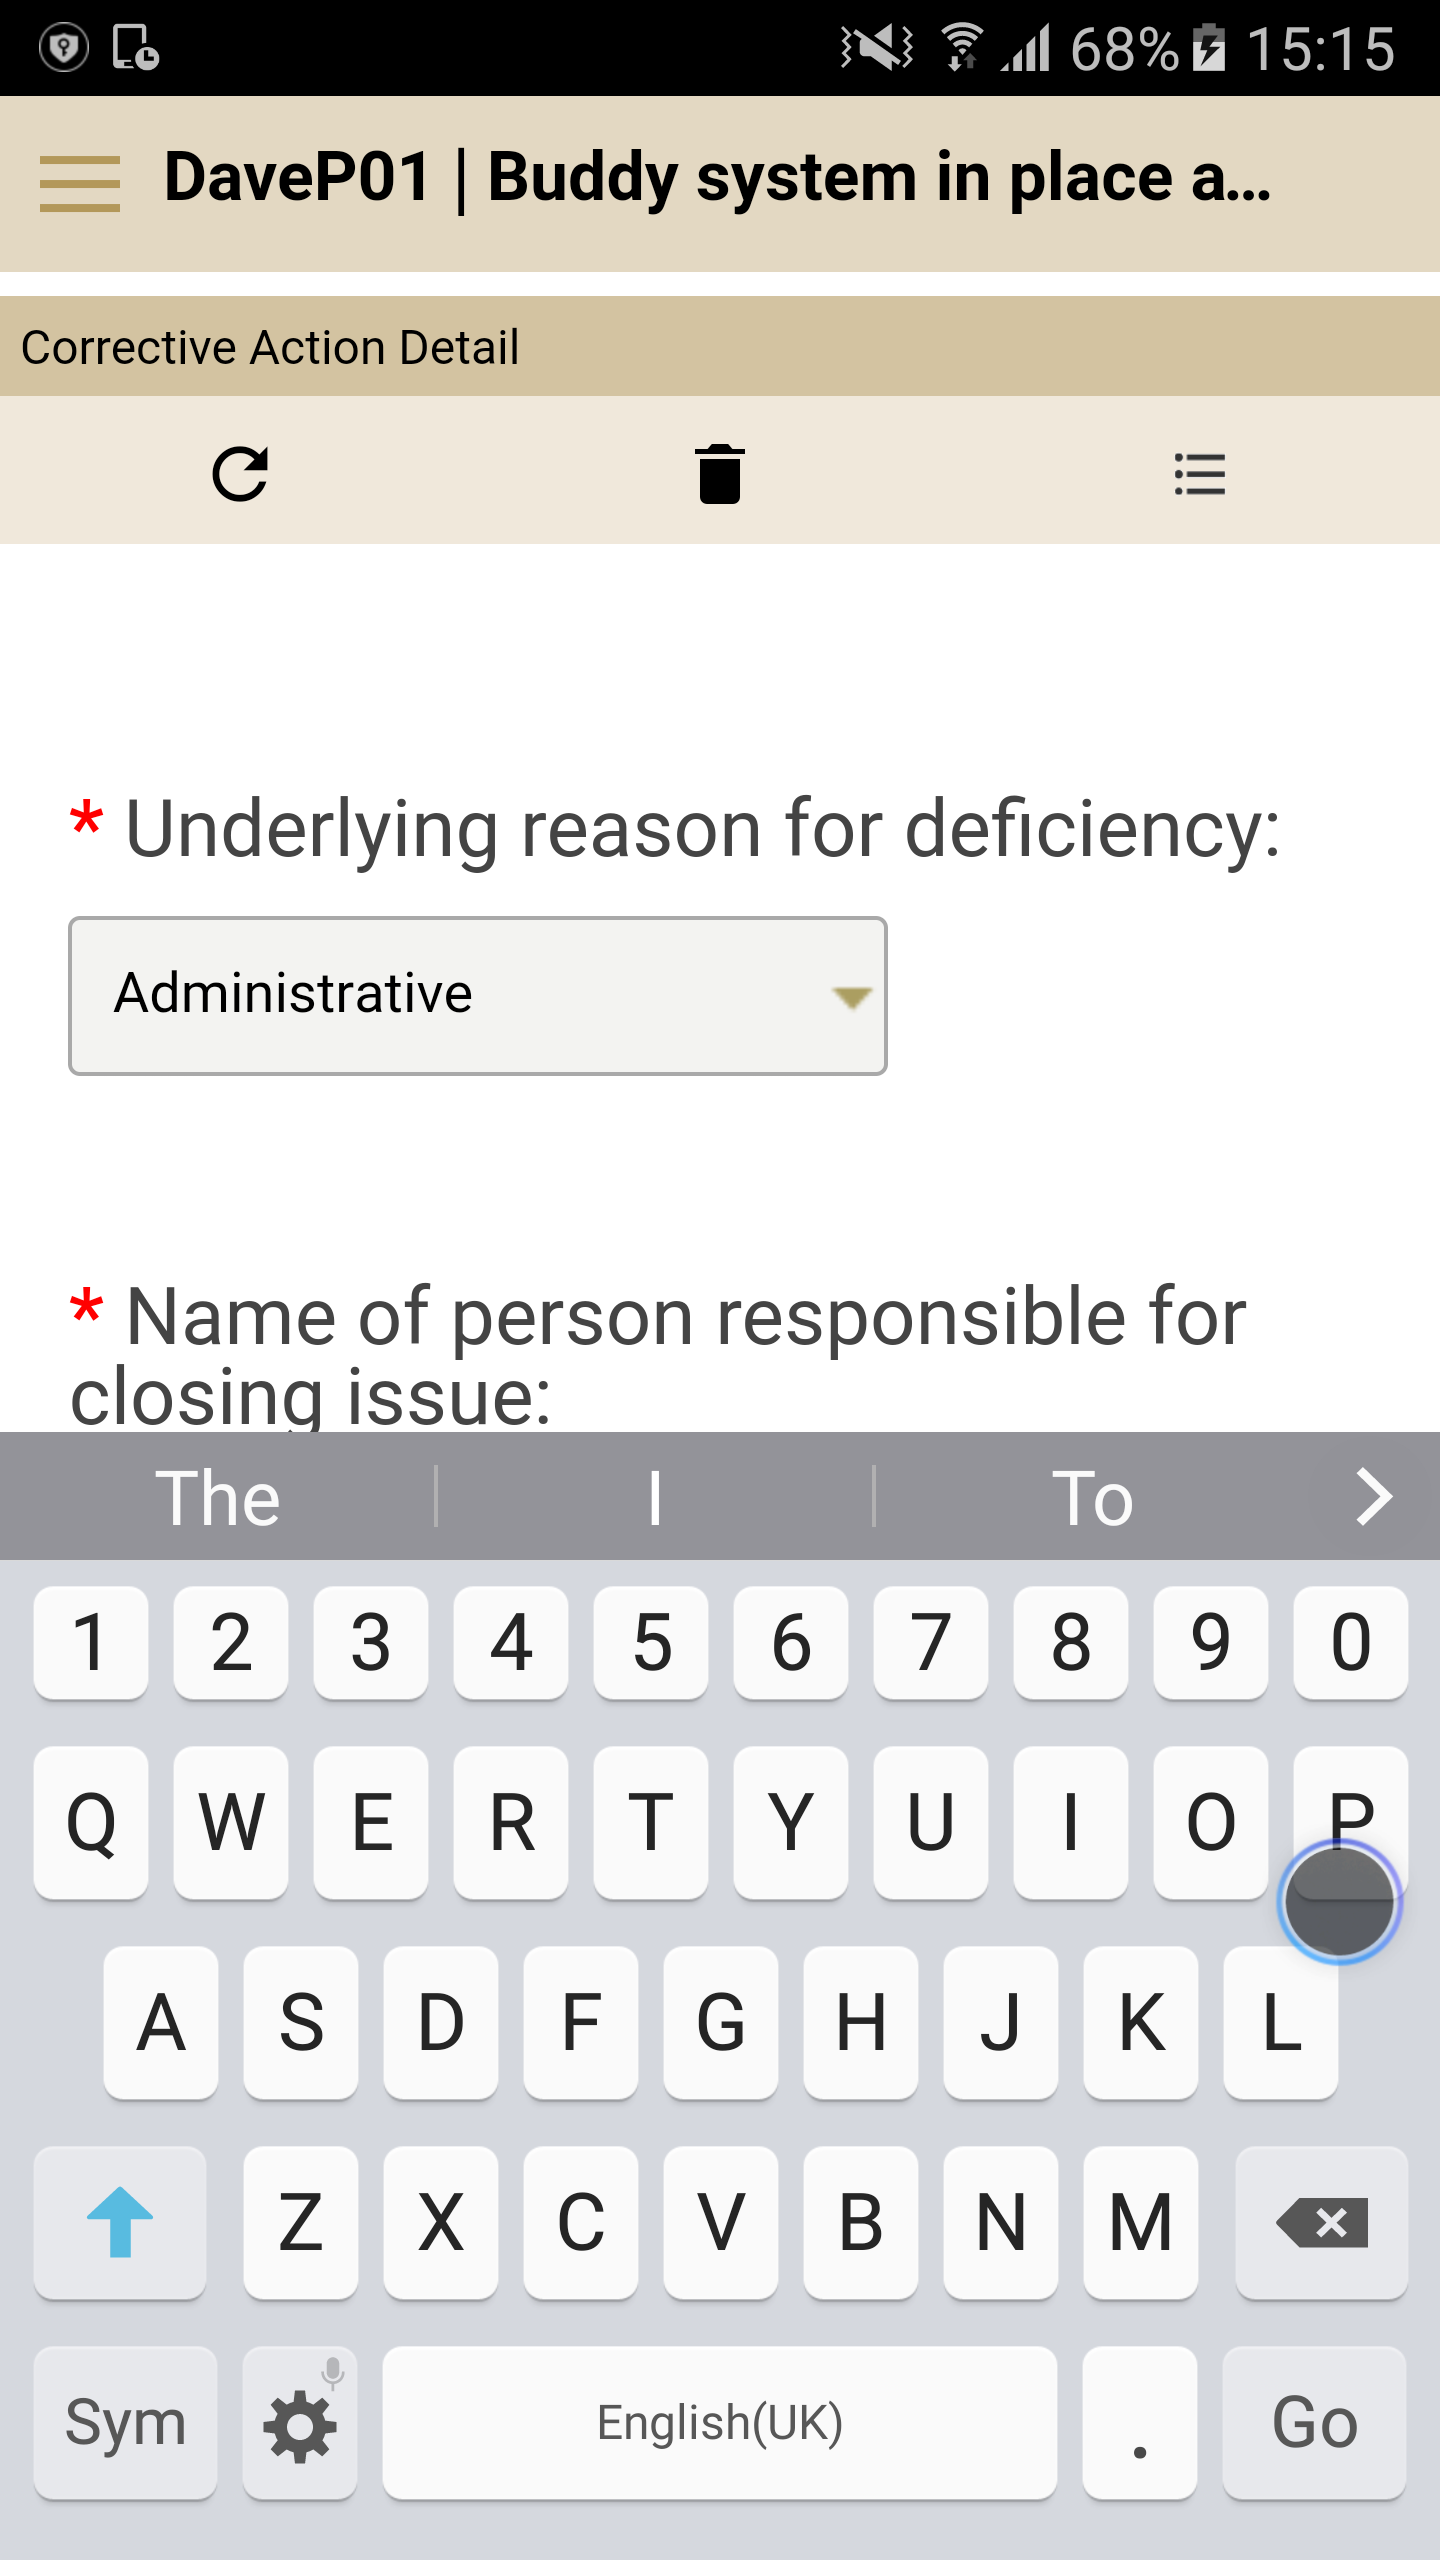 68% 15:15
DaveP01 | Buddy system in place a...
Corrective Action Detail
* Underlying reason for deficiency:
Administrative
* Name of person responsible for
closing issue:
The I To
1 2 3 4 5 6 7 8 9 0
Q W E R T Y U I O P
A S D F G H J K L
Z X C V B N M
Sym English(UK) . Go